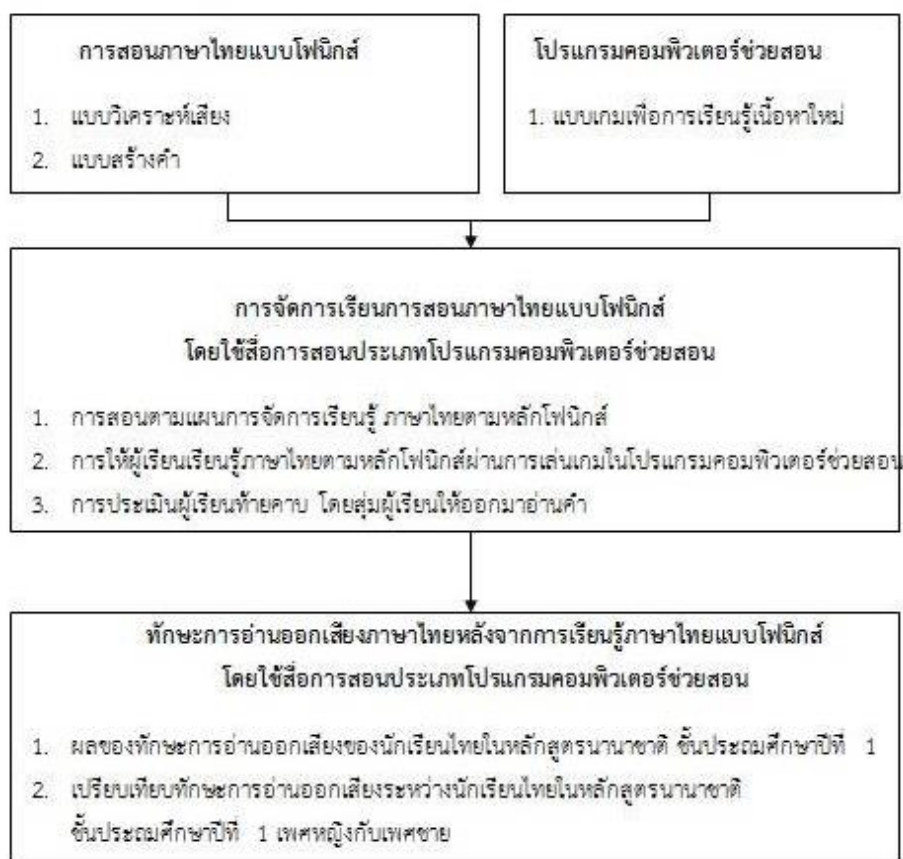 การสอนภาษาไทยแบบโฟนิกส์
1. แบบวิเคราะห์เสียง
2. แบบสร้างคำ
โปรแกรมคอมพิวเตอร์ช่วยสอน
1. แบบเกมเพื่อการเรียนรู้เนื้อหาใหม่
การจัดการเรียนการสอนภาษาไทยแบบโฟนิกส์
โดยใช้สื่อการสอนประเภทโปรแกรมคอมพิวเตอร์ช่วยสอน
1. การสอนตามแผนการจัดการเรียนรู้ ภาษาไทยตามหลักโฟนิกส์
2. การให้ผู้เรียนเรียนรู้ภาษาไทยตามหลักโฟนิกส์ผ่านการเล่นเกมในโปรแกรมคอมพิวเตอร์ช่วยสอน
3. การประเมินผู้เรียนท้ายคาบ โดยสุ่มผู้เรียนให้ออกมาอ่านคำ
ทักษะการอ่านออกเสียงภาษาไทยหลังจากการเรียนรู้ภาษาไทยแบบโฟนิกส์
โดยใช้สื่อการสอนประเภทโปรแกรมคอมพิวเตอร์ช่วยสอน
1. ผลของทักษะการอ่านออกเสียงของนักเรียนไทยในหลักสูตรนานาชาติ ชั้นประถมศึกษาปีที่ 1
2. เปรียบเทียบทักษะการอ่านออกเสียงระหว่างนักเรียนไทยในหลักสูตรนานาชาติ
ชั้นประถมศึกษาปีที่ 1 เพศหญิงกับเพศชาย